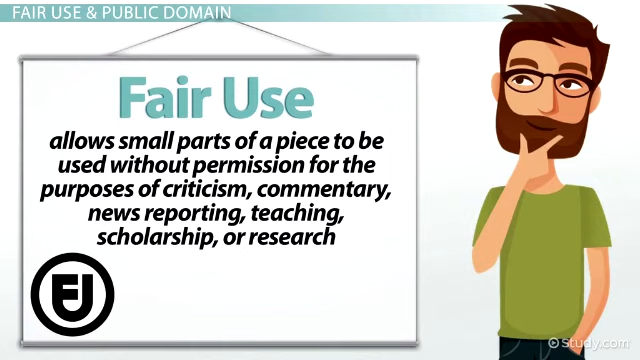 FAIR USE & PUBLIC DOMAIN
Fair Use
allows small parts of a piece to be
used without permission for the
purposes of criticism, commentary,
news reporting, teaching,
scholarship, or research
FU
Study.com